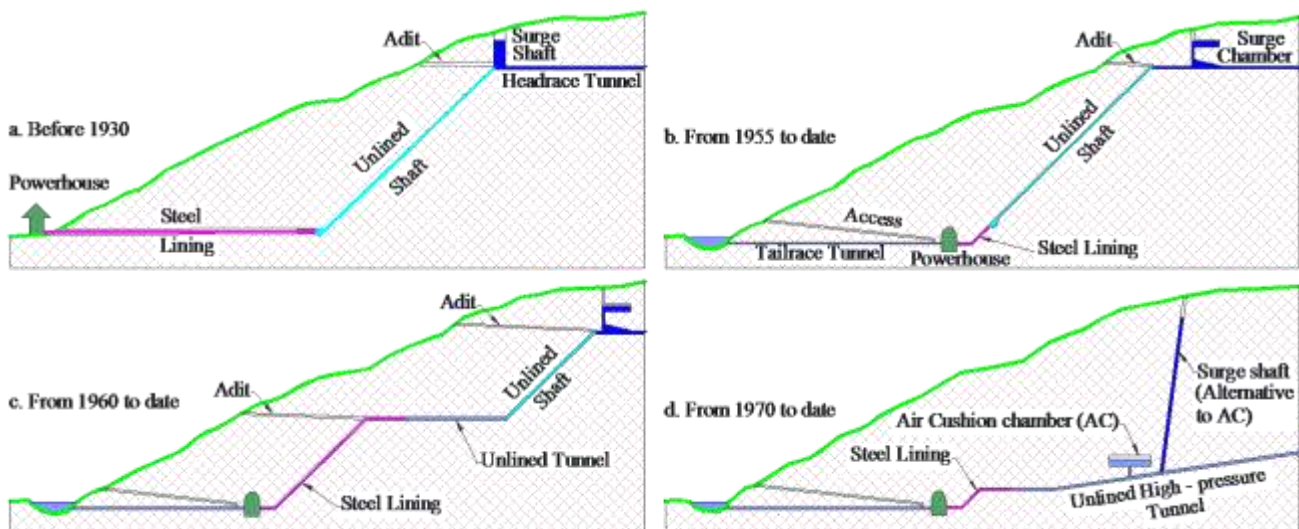 Adit
Surge
Shaft
Headrace Tunnel
a. Before 1930
Unlined
Shaft
Powerhouse
Steel
Lining
Adit
Surge
Chamber
b. From 1955 to date
Unlined
Shaft
Access
Steel Lining
Tailrace Tunnel
Powerhouse
Adit
Unlined
Shaft
Adit
c. From 1960 to date
Unlined Tunnel
Steel Lining
Surge shaft
(Alternative
to AC)
d. From 1970 to date
Air Cushion chamber (AC)
Steel Lining
Unlined High - pressure
Tunnel